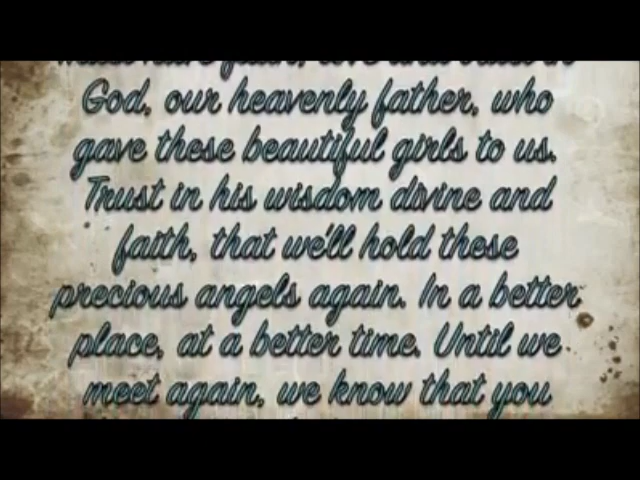 God, our heavenly father, who
gave these beautiful girls to us.
Trust in his wisdom divine and
faith, that we'll hold these
precious angels again. In a better
place, at a better time. Until we
meet again, we know that you